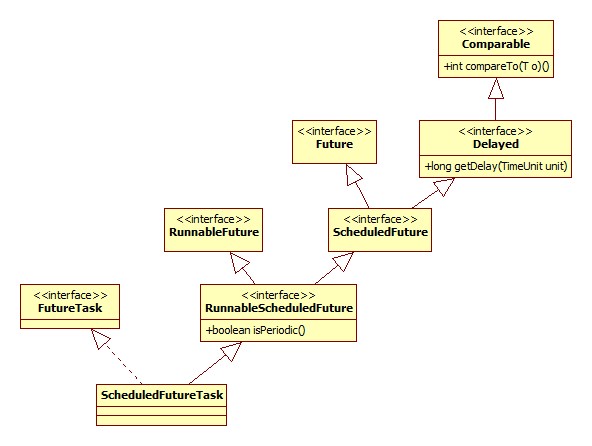 <<interface>>
Comparable
+int compareTo(T o)()
<<interface>>
Future
<<interface>>
Delayed
+long getDelay(TimeUnit unit)
<<interface>>
RunnableFuture
<<interface>>
ScheduledFuture
<<interface>>
FutureTask
<<interface>>
RunnableScheduledFuture
+boolean isPeriodic()
ScheduledFutureTask